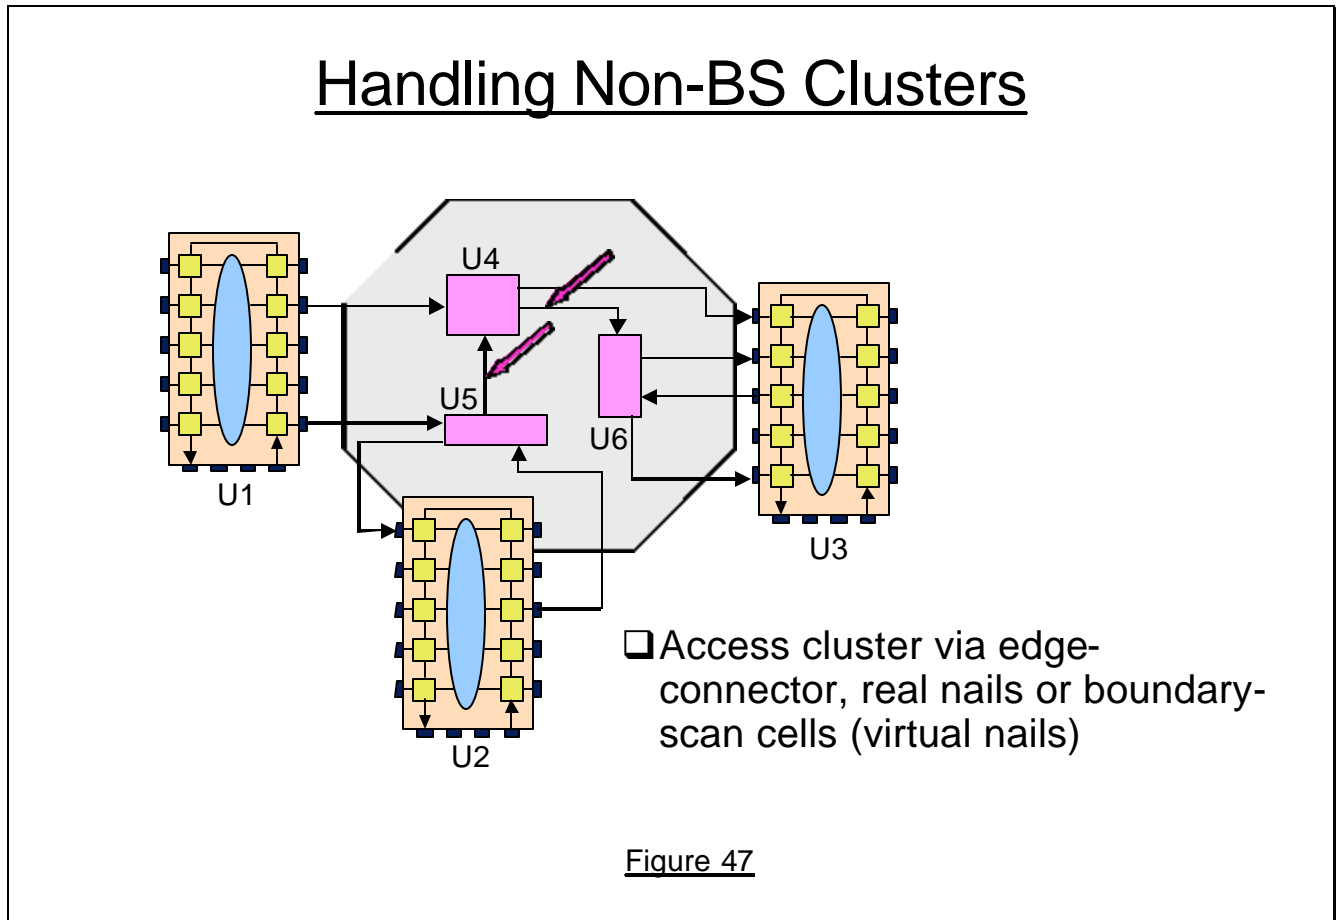 Handling Non-BS Clusters
U4
U5
U6
U1
U3
U2
❑Access cluster via edge-
connector, real nails or boundary-
scan cells (virtual nails)
Figure 47